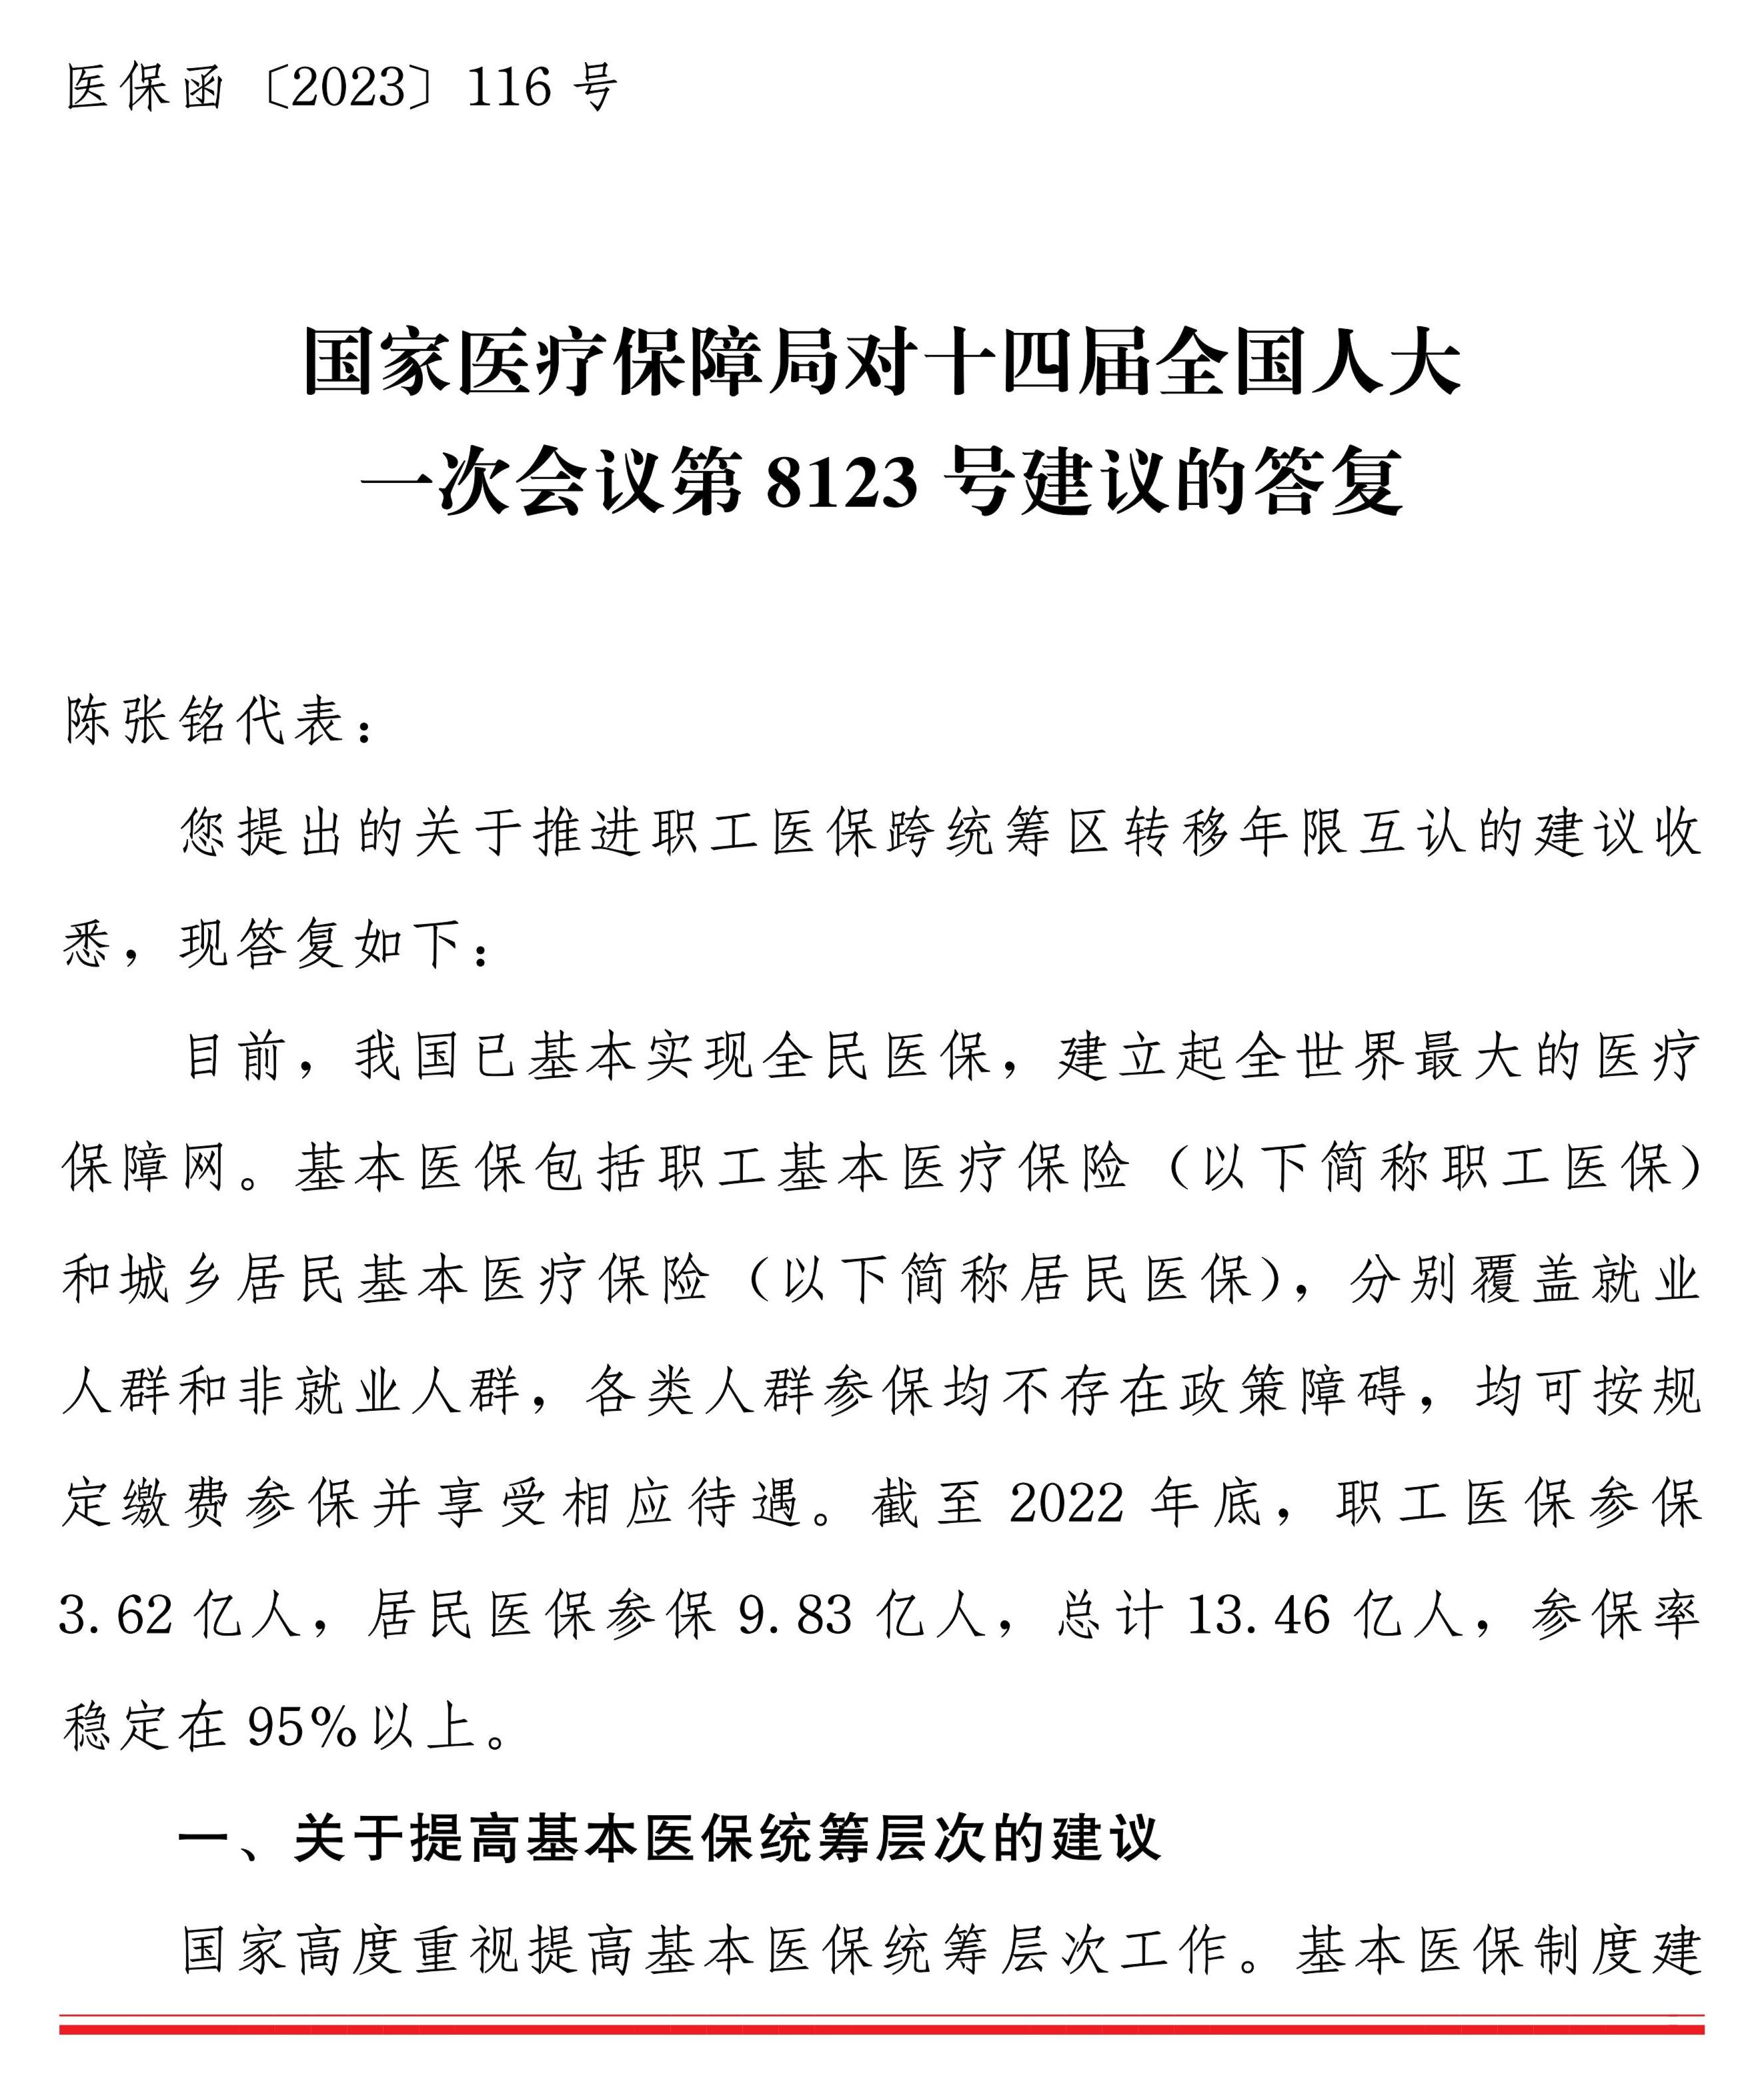 医保函〔2023〕116 号
国家医疗保障局对十四届全国人大
一次会议第 8123 号建议的答复
陈张铭代表：
您提出的关于推进职工医保跨统筹区转移年限互认的建议收
悉，现答复如下：
目前，我国已基本实现全民医保，建立起全世界最大的医疗
保障网。基本医保包括职工基本医疗保险（以下简称职工医保）
和城乡居民基本医疗保险（以下简称居民医保），分别覆盖就业
人群和非就业人群，各类人群参保均不存在政策障碍，均可按规
定缴费参保并享受相应待遇。截至 2022 年底，职工医保参保
3.62 亿人，居民医保参保 9.83 亿人，总计 13.46 亿人，参保率
稳定在 95%以上。
一、关于提高基本医保统筹层次的建议
国家高度重视提高基本医保统筹层次工作。基本医保制度建